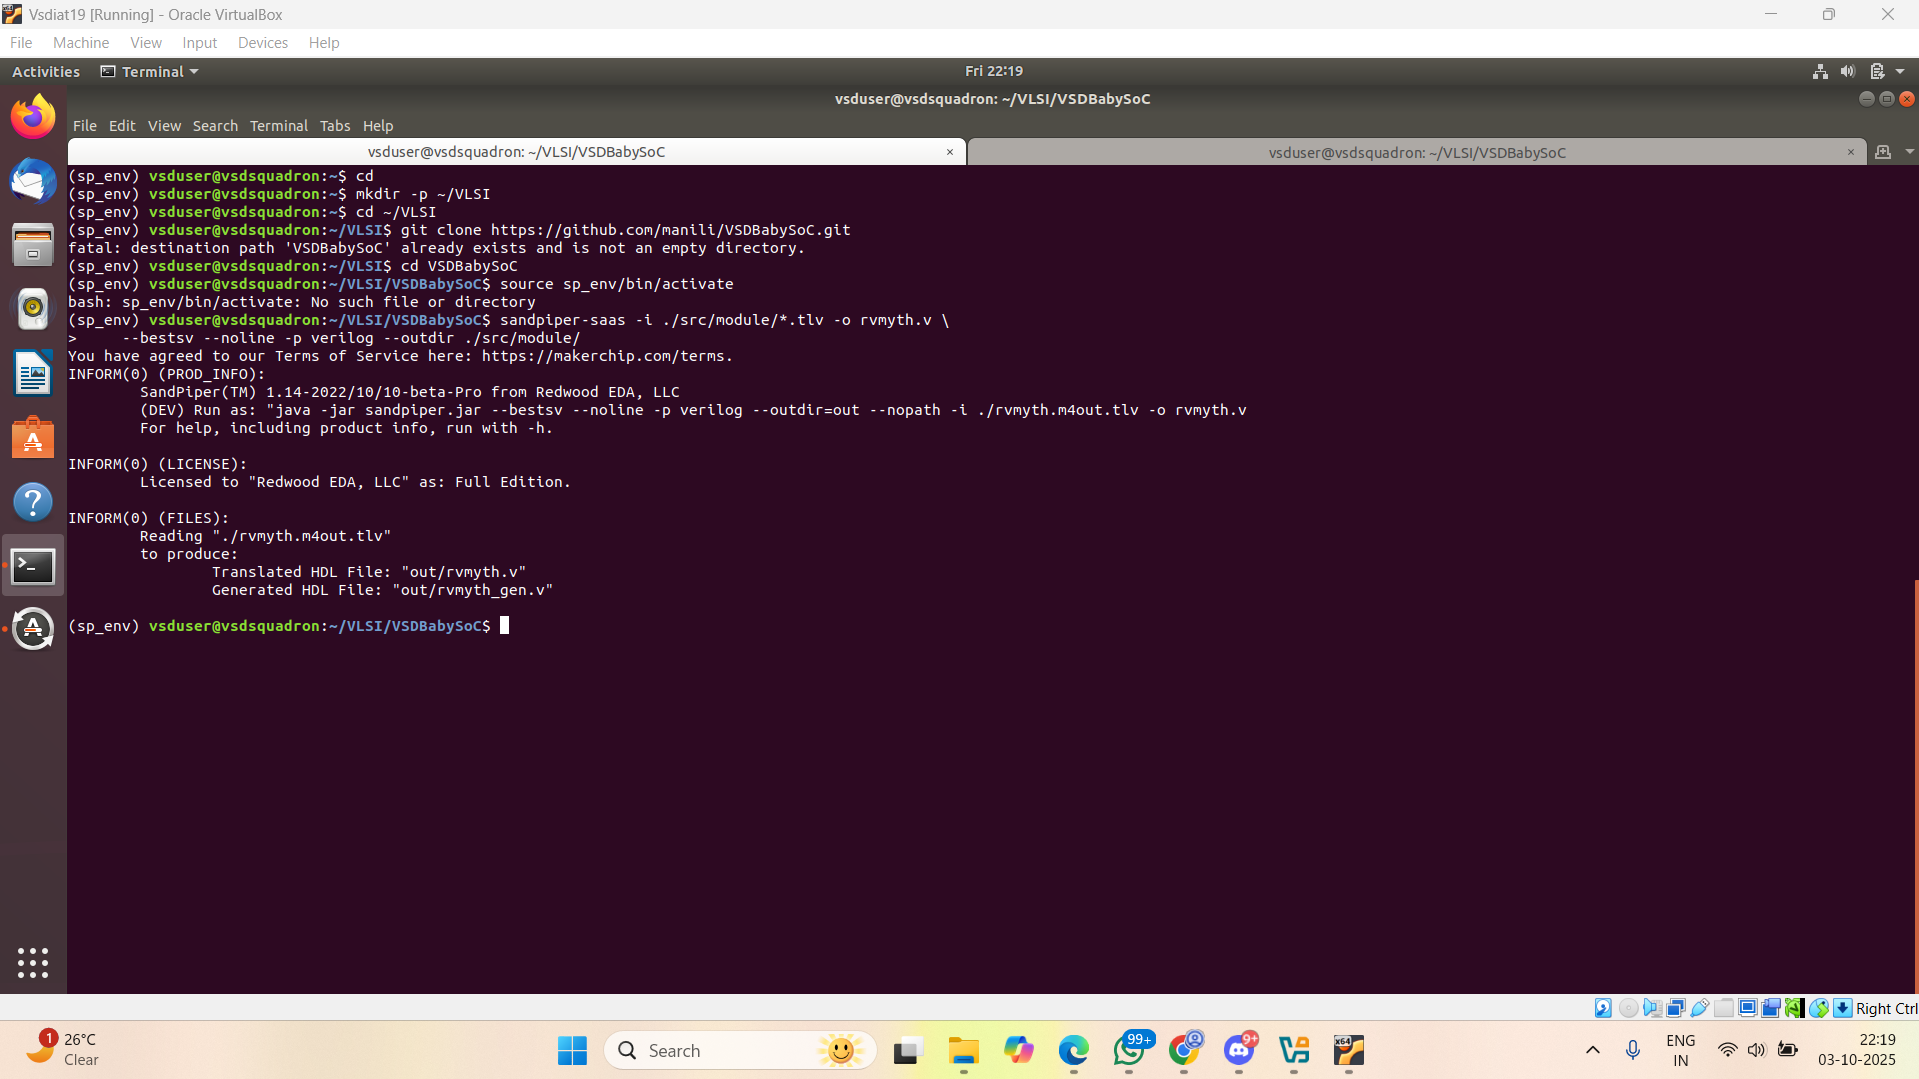 Vsdiat19 [Running] - Oracle VirtualBox
File Machine View Input Devices Help
Activities Terminal Fri 22:19
vsduser@vsdsquadron: ~/VLSI/VSDBabySoC
File Edit View Search Terminal Tabs Help
vsduser@vsdsquadron: ~/VLSI/VSDBabySoC × vsduser@vsdsquadron: ~/VLSI/VSDBabySoC ×
(sp_env) vsduser@vsdsquadron:~$ cd
(sp_env) vsduser@vsdsquadron:~$ mkdir -p ~/VLSI
(sp_env) vsduser@vsdsquadron:~$ cd ~/VLSI
(sp_env) vsduser@vsdsquadron:~/VLSI$ git clone https://github.com/manili/VSDBabySoC.git
fatal: destination path 'VSDBabySoC' already exists and is not an empty directory.
(sp_env) vsduser@vsdsquadron:~/VLSI$ cd VSDBabySoC
(sp_env) vsduser@vsdsquadron:~/VLSI/VSDBabySoC$ source sp_env/bin/activate
bash: sp_env/bin/activate: No such file or directory
(sp_env) vsduser@vsdsquadron:~/VLSI/VSDBabySoC$ sandpiper-saas -i ./src/module/*.tlv -o rvmyth.v \
>     --bestsv --noline -p verilog --outdir ./src/module/
You have agreed to our Terms of Service here: https://makerchip.com/terms.
INFORM(0) (PROD_INFO):
SandPiper(TM) 1.14-2022/10/10-beta-Pro from Redwood EDA, LLC
(DEV) Run as: "java -jar sandpiper.jar --bestsv --noline -p verilog --outdir=out --nopath -i ./rvmyth.m4out.tlv -o rvmyth.v
For help, including product info, run with -h.
INFORM(0) (LICENSE):
Licensed to "Redwood EDA, LLC" as: Full Edition.
INFORM(0) (FILES):
Reading "./rvmyth.m4out.tlv"
to produce:
Translated HDL File: "out/rvmyth.v"
Generated HDL File: "out/rvmyth_gen.v"
(sp_env) vsduser@vsdsquadron:~/VLSI/VSDBabySoC$
Right Ctrl
1 26°C
Clear
Search
99+
9+
x64
ENG
IN
22:19
03-10-2025